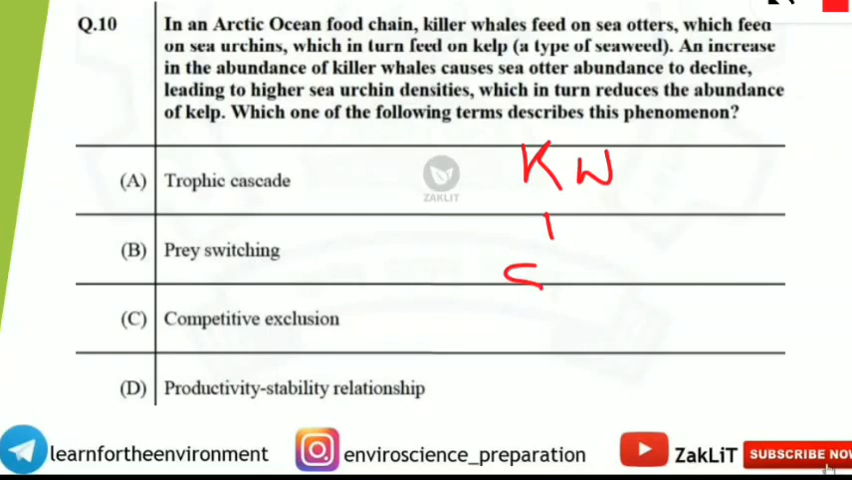 Q.10 In an Arctic Ocean food chain, killer whales feed on sea otters, which feed
on sea urchins, which in turn feed on kelp (a type of seaweed). An increase
in the abundance of killer whales causes sea otter abundance to decline,
leading to higher sea urchin densities, which in turn reduces the abundance
of kelp. Which one of the following terms describes this phenomenon?
KW
(A) Trophic cascade
ZAKLIT
(B) Prey switching
(C) Competitive exclusion
(D) Productivity-stability relationship
learnfortheenvironment enviroscience_preparation ZakLiT SUBSCRIBE NOW